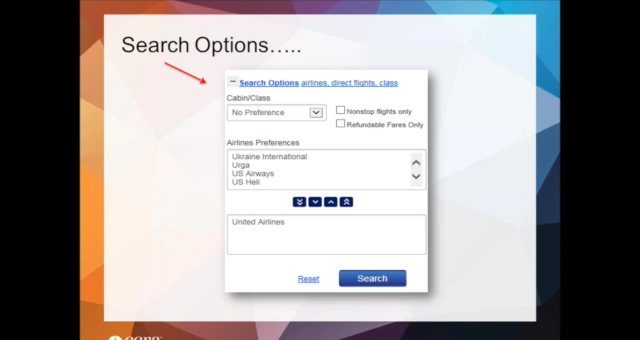 Search Options…..
Search Options airlines, direct flights, class
Cabin/Class
No Preference
Nonstop flights only
Refundable Fares Only
Airlines Preferences
Ukraine International
Urga
US Airways
US Heli
United Airlines
Reset
Search